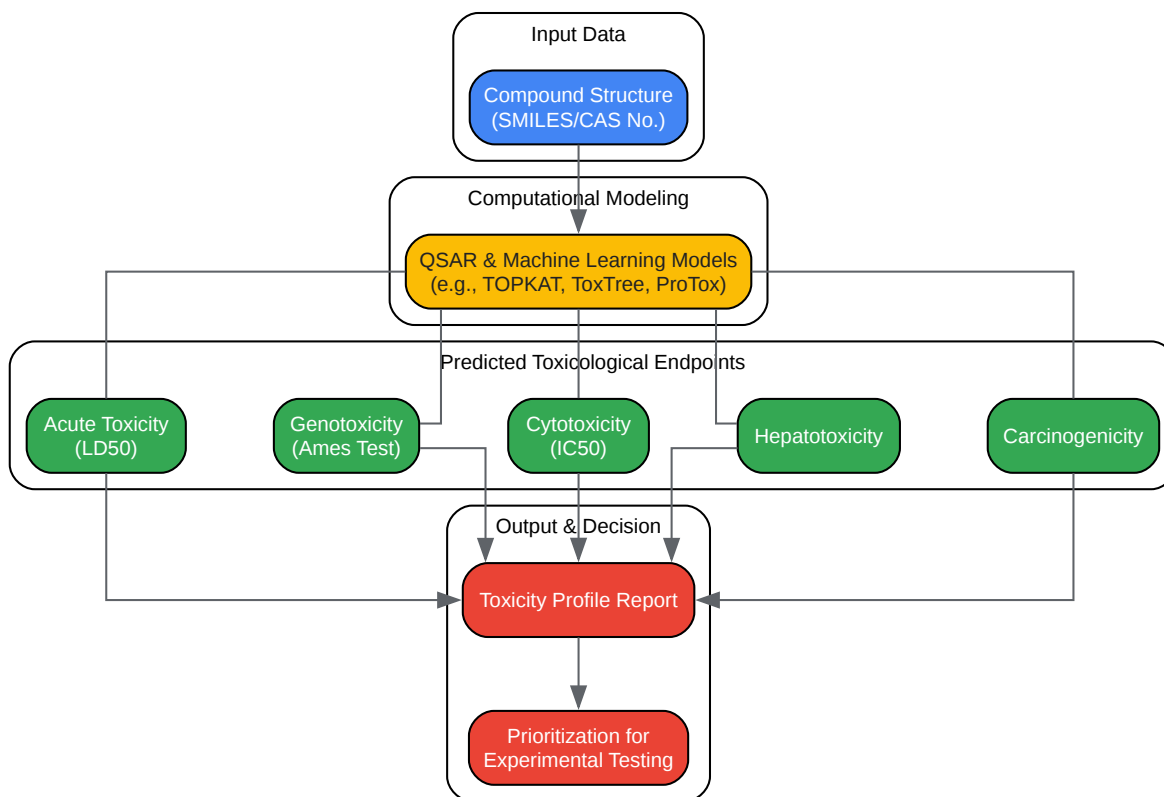 Input Data
Compound Structure
(SMILES/CAS No.)
Computational Modeling
QSAR & Machine Learning Models
(e.g., TOPKAT, ToxTree, ProTox)
Predicted Toxicological Endpoints
Acute Toxicity
(LD50)
Genotoxicity
(Ames Test)
Cytotoxicity
(IC50)
Hepatotoxicity
Carcinogenicity
Output & Decision
Toxicity Profile Report
Prioritization for
Experimental Testing